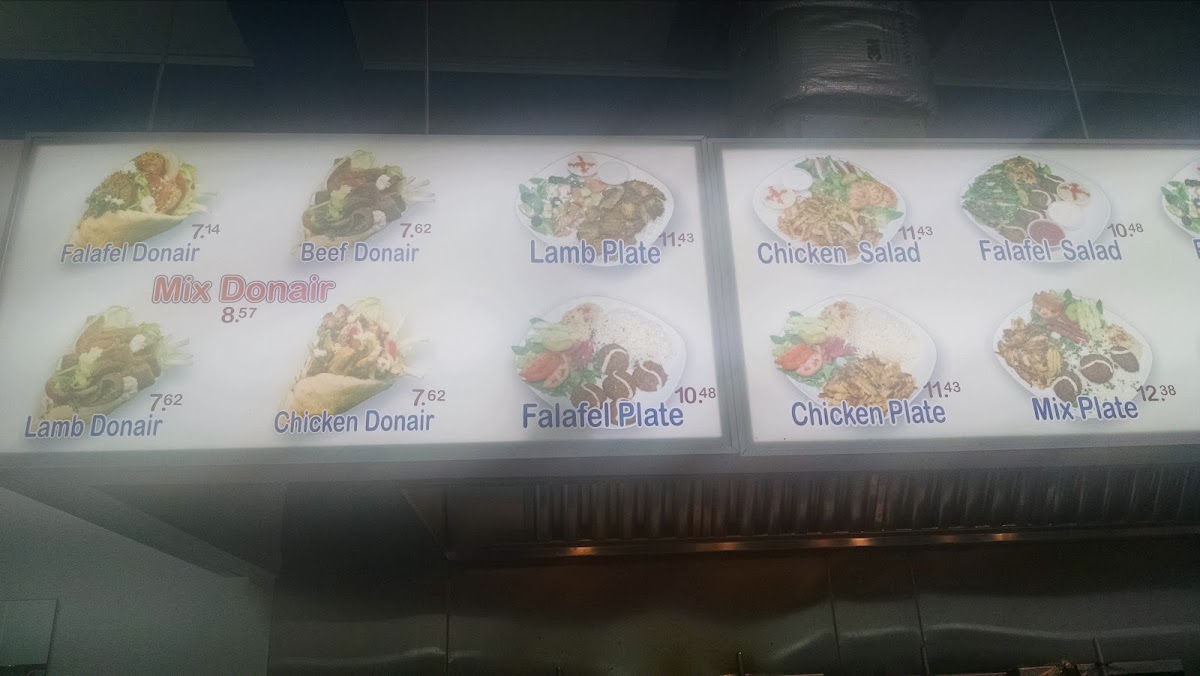 Falafel Donair 7.14
Beef Donair 7.62
Mix Donair
8.57
Lamb Donair 7.62
Chicken Donair 7.62
Lamb Plate 11.43
Falafel Plate 10.48
Chicken Salad 11.43
Falafel Salad 10.48
Chicken Plate 11.43
Mix Plate 12.38